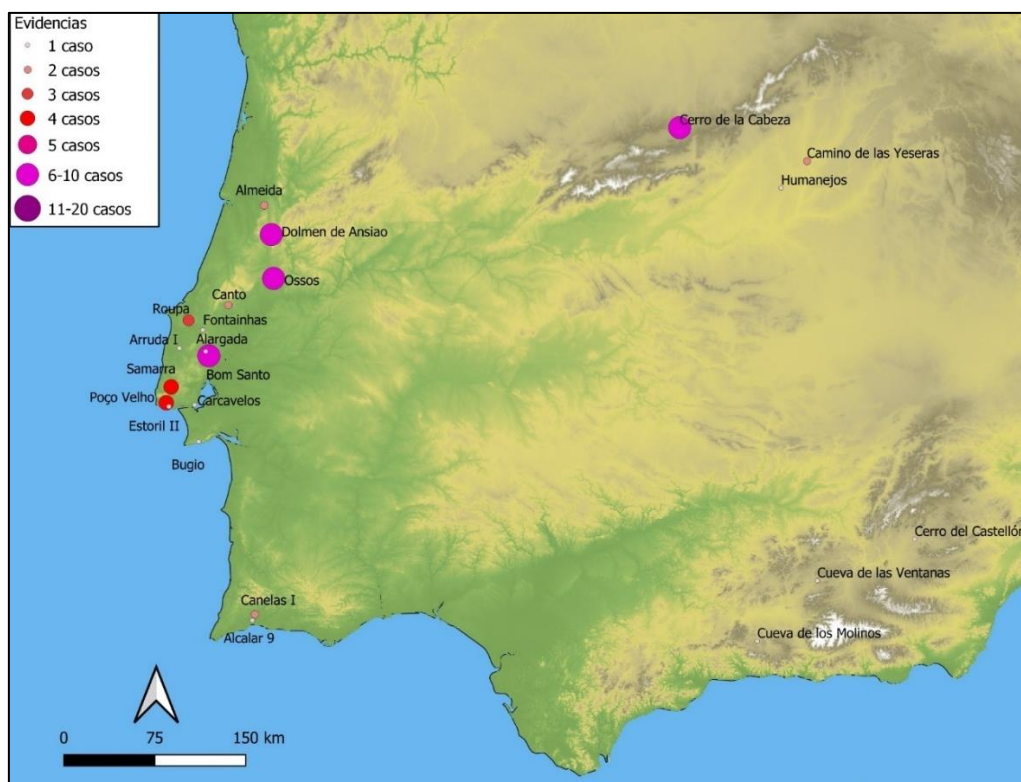 Evidencias
1 caso
2 casos
3 casos
4 casos
5 casos
6-10 casos
11-20 casos
Cerro de la Cabeza
Camino de las Yeseras
Humanejos
Almeida
Dolmen de Ansiao
Ossos
Canto
Roupa
Fontainhas
Arruda I
Alargada
Samarra
Bom Santo
Poço Velho
Carcavelos
Estoril II
Bugio
Cerro del Castellón
Cueva de las Ventanas
Canelas I
Cueva de los Molinos
Alcalar 9
0 75 150 km